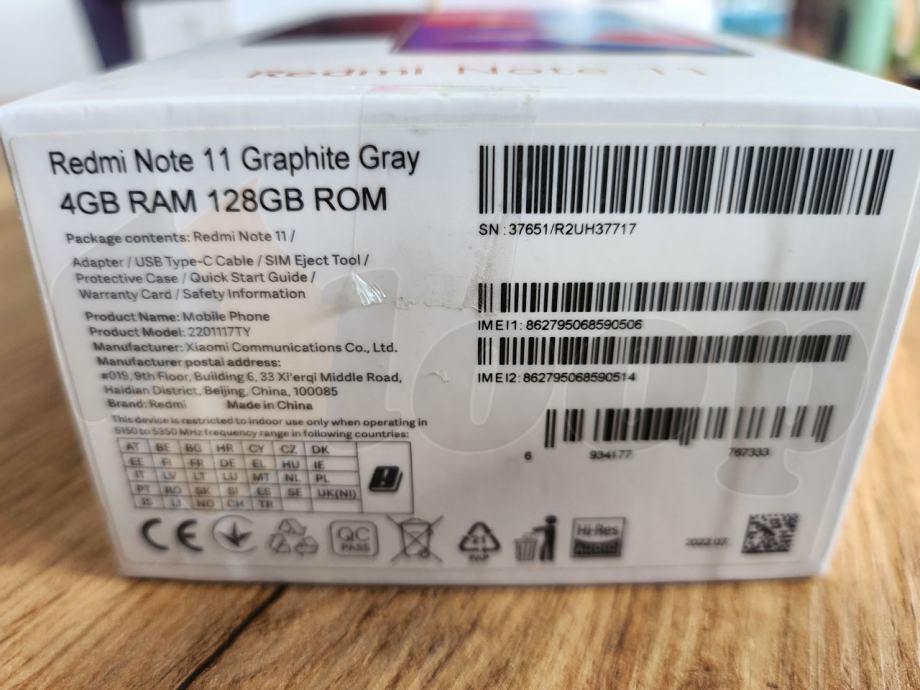 Redmi Note 11
Redmi Note 11 Graphite Gray
4GB RAM 128GB ROM
Package contents: Redmi Note 11 /
Adapter / USB Type-C Cable / SIM Eject Tool /
Protective Case / Quick Start Guide /
Warranty Card / Safety Information
Product Name: Mobile Phone
Product Model: 2201117TY
Manufacturer: Xiaomi Communications Co., Ltd.
Manufacturer postal address:
#019, 9th Floor, Building 6, 33 Xi'erqi Middle Road,
Haidian District, Beijing, China, 100085
Brand: Redmi Made in China
This device is restricted to indoor use only when operating in
5150 to 5350 MHz frequency range in following countries:
AT BE BG HR CY CZ DK
EE FI FR DE EL HU IE
IT LV LT LU MT NL PL
PT RO SK SI ES SE UK(NI)
IS LI NO CH TR
SN : 37651/R2UH37717
IMEI1: 862795068590506
IMEI2: 862795068590514
6 934177 767333
CE
QC
PASS
21
PAP
Hi-Res
AUDIO
2022.07